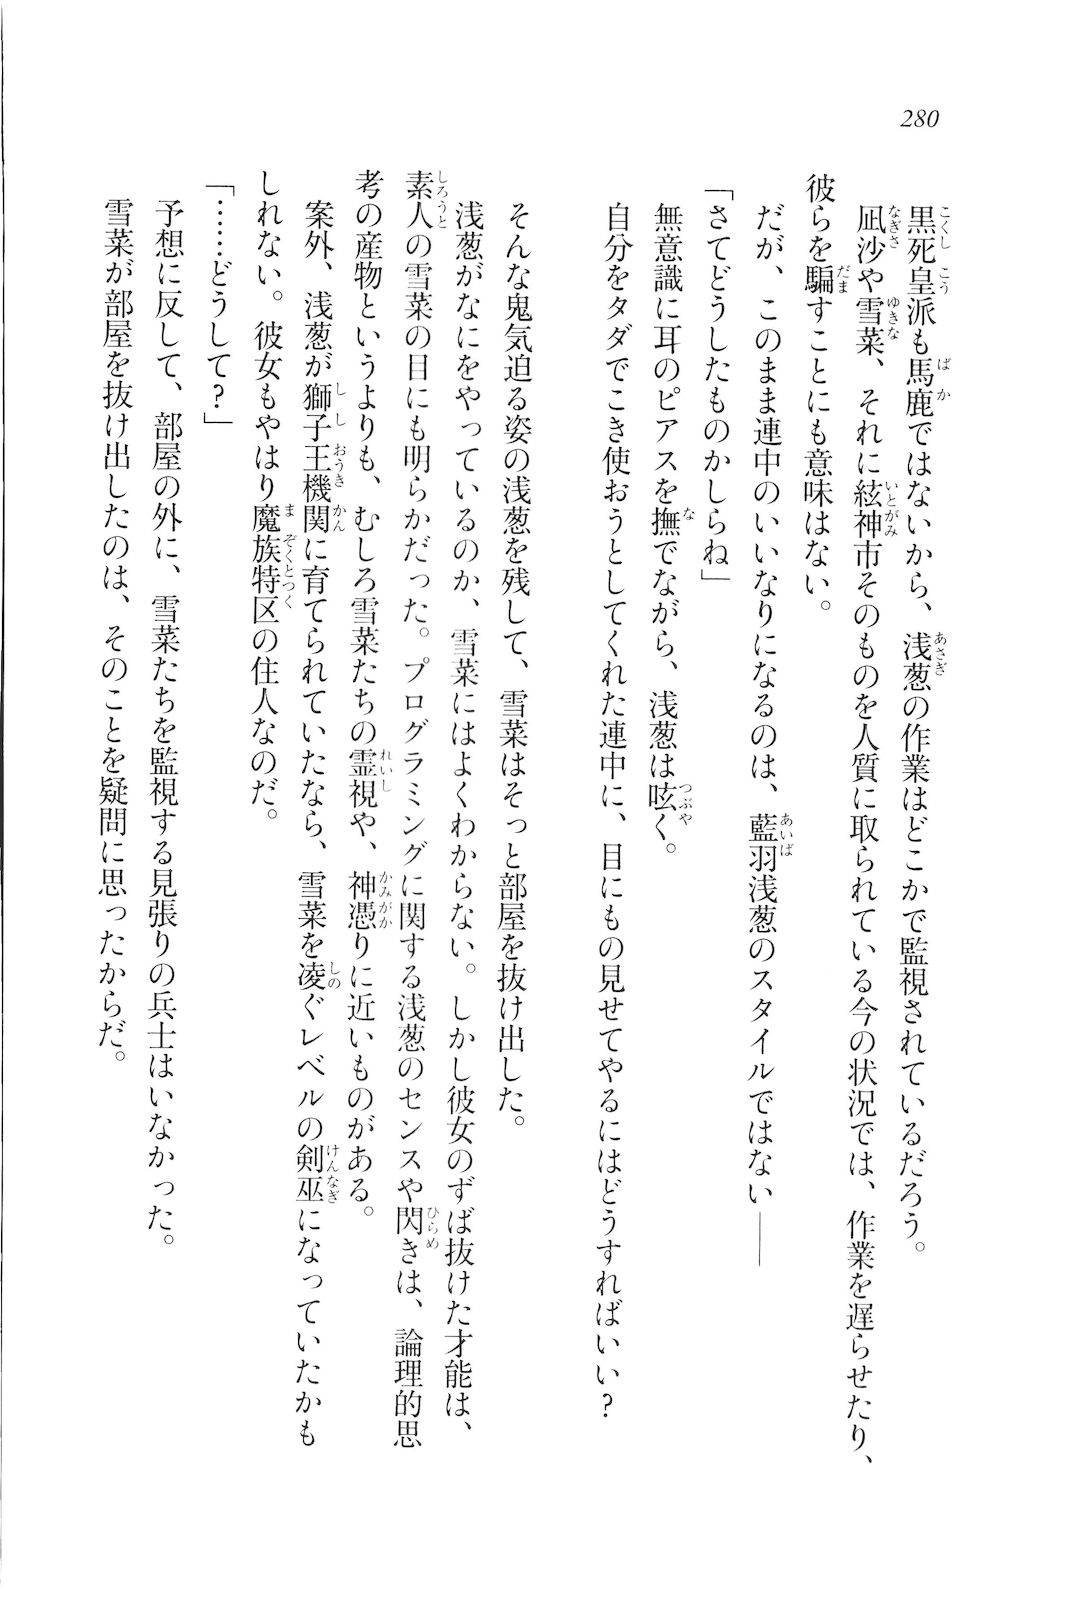 280
黒死皇派も馬鹿ではないから、浅葱の作業はどこかで監視されているだろう。
凪沙や雪菜、それに絃神市そのものを人質に取られている今の状況では、作業を遅らせたり、
彼らを騙すことにも意味はない。
だが、このまま連中のいいなりになるのは、藍羽浅葱のスタイルではない――
「さてどうしたものかしらね」
無意識に耳のピアスを撫でながら、浅葱は呟く。
自分をタダでこき使おうとしてくれた連中に、目にもの見せてやるにはどうすればいい？
そんな鬼気迫る姿の浅葱を残して、雪菜はそっと部屋を抜け出した。
浅葱がなにをやっているのか、雪菜にはよくわからない。しかし彼女のずば抜けた才能は、
素人の雪菜の目にも明らかだった。プログラミングに関する浅葱のセンスや閃きは、論理的思
考の産物というよりも、むしろ雪菜たちの霊視や、神憑りに近いものがある。
案外、浅葱が獅子王機関に育てられていたなら、雪菜を凌ぐレベルの剣巫になっていたかも
しれない。彼女もやはり魔族特区の住人なのだ。
「……どうして？」
予想に反して、部屋の外に、雪菜たちを監視する見張りの兵士はいなかった。
雪菜が部屋を抜け出したのは、そのことを疑問に思ったからだ。